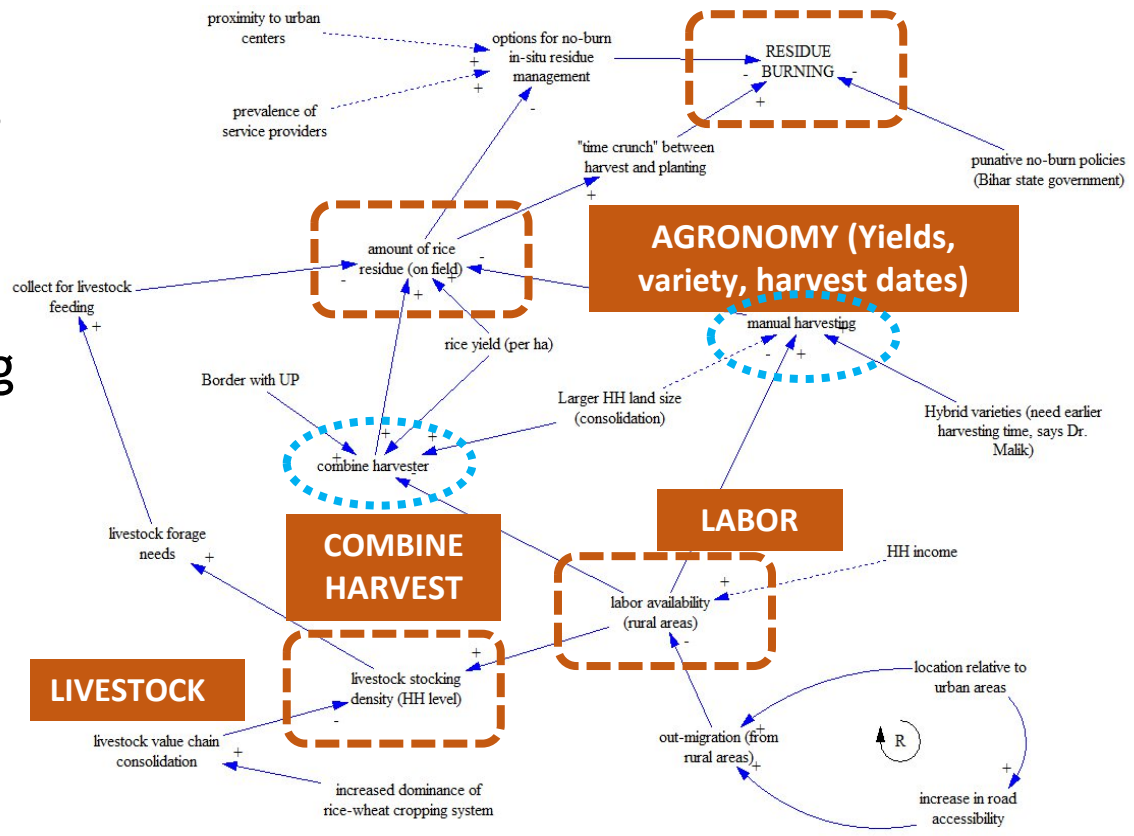 proximity to urban
centers
options for no-burn
in-situ residue
management
RESIDUE
BURNING
+
+
-
-
-
+
prevalence of
service providers
"time crunch" between
harvest and planting
+
punative no-burn policies
(Bihar state government)
AGRONOMY (Yields,
variety, harvest dates)
amount of rice
residue (on field)
-
-
+
+
collect for livestock
feeding
+
manual harvesting
-
+
+
g
rice yield (per ha)
Border with UP
Larger HH land size
(consolidation)
Hybrid varieties (need earlier
harvesting time, says Dr.
Malik)
combine harvester
+
+
+
-
livestock forage
needs
+
COMBINE
HARVEST
LABOR
HH income
labor availability
(rural areas)
+
-
LIVESTOCK
livestock stocking
density (HH level)
+
-
location relative to
urban areas
livestock value chain
consolidation
+
out-migration (from
rural areas)
+
+
R
+
increased dominance of
rice-wheat cropping system
increase in road
accessibility